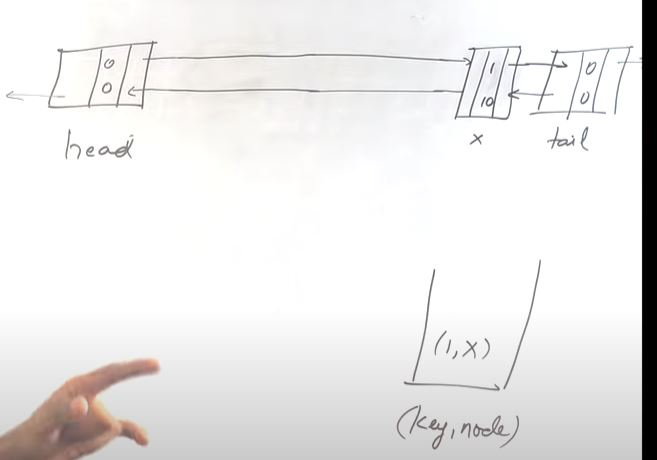 0 1 0
0 10 0
head x tail
(1,x)
(key,node)